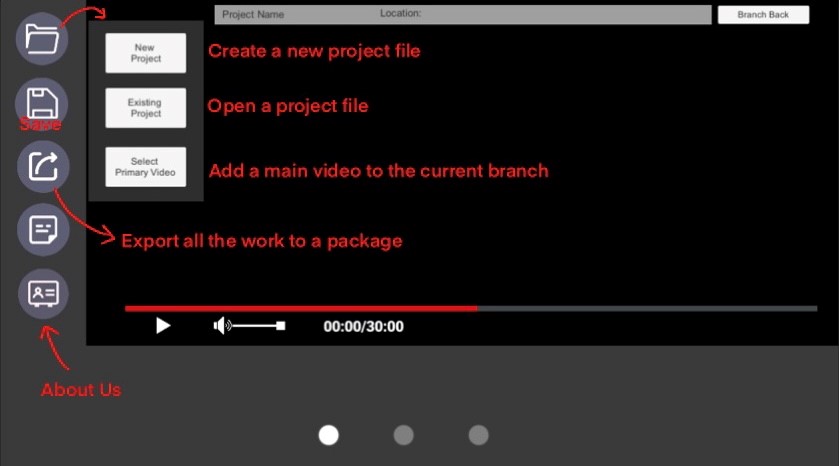 Project Name Location: Branch Back
New
Project
Create a new project file
Existing
Project
Open a project file
Save
Select
Primary Video
Add a main video to the current branch
Export all the work to a package
00:00/30:00
About Us